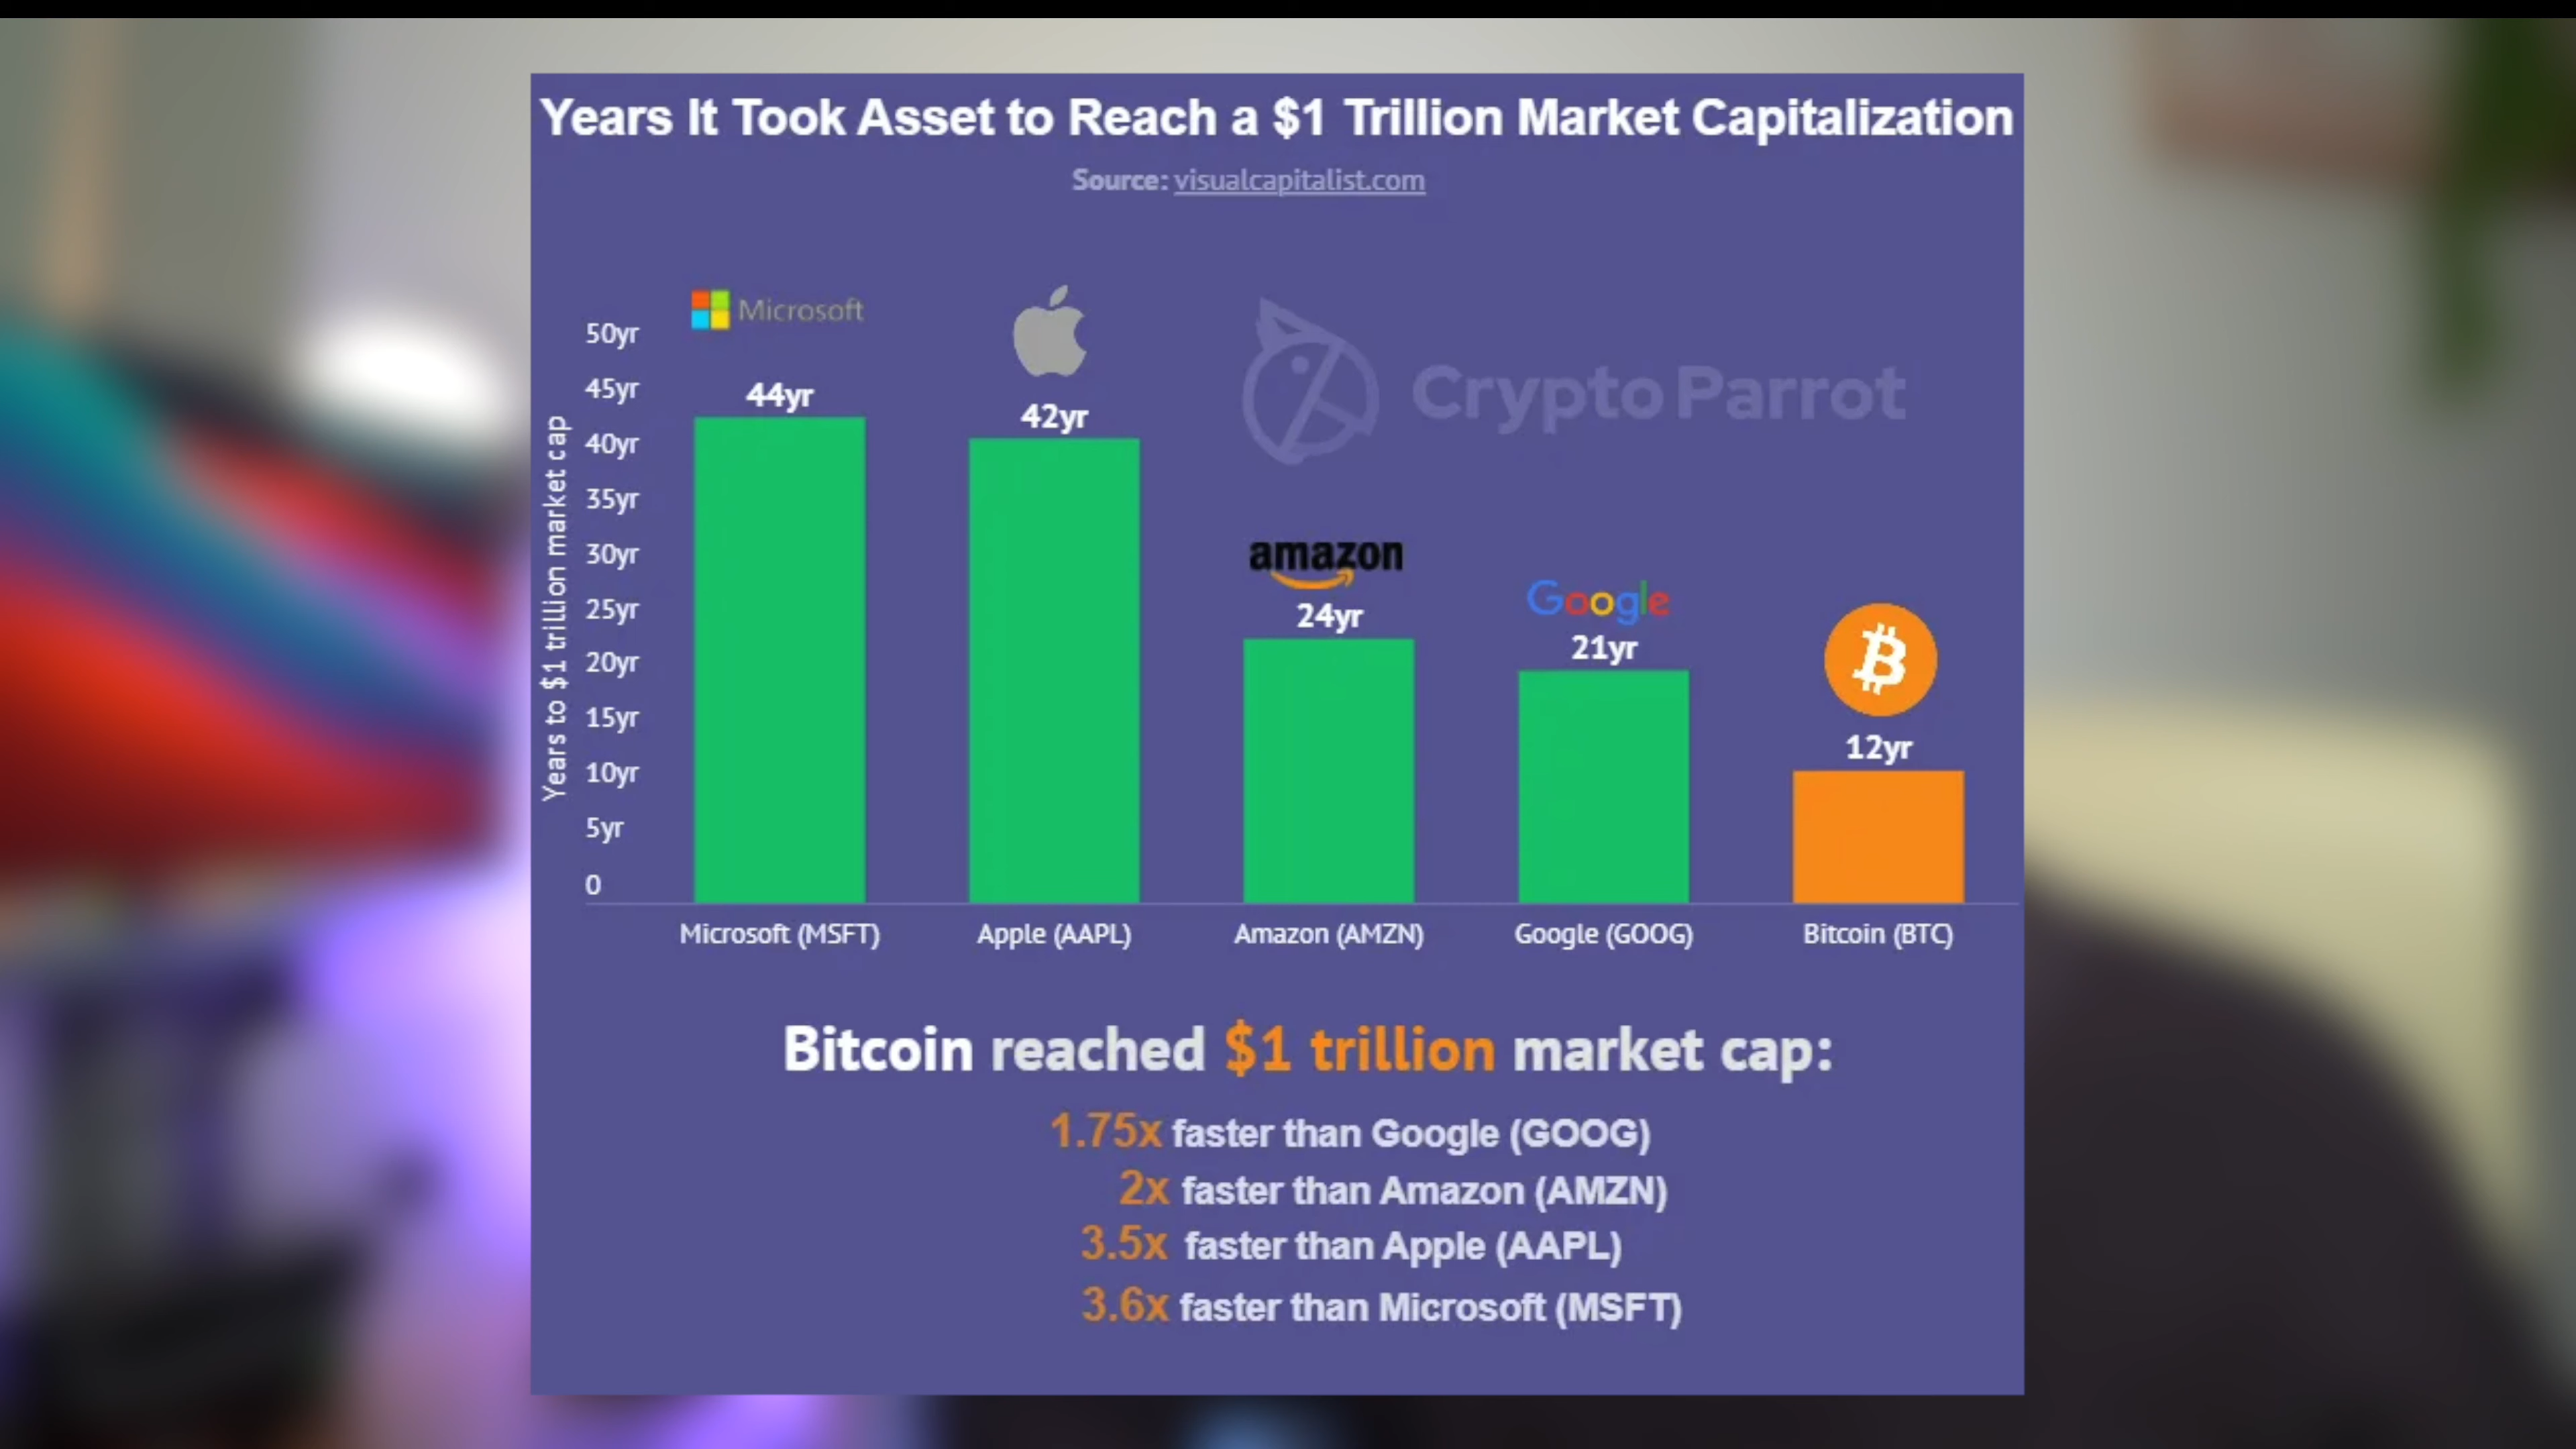 Years It Took Asset to Reach a $1 Trillion Market Capitalization
Source: visualcapitalist.com
Microsoft
amazon
Google
CryptoParrot
Years to $1 trillion market cap
50yr
45yr
40yr
35yr
30yr
25yr
20yr
15yr
10yr
5yr
0
44yr
42yr
24yr
21yr
12yr
Microsoft (MSFT)
Apple (AAPL)
Amazon (AMZN)
Google (GOOG)
Bitcoin (BTC)
Bitcoin reached $1 trillion market cap:
1.75x faster than Google (GOOG)
2x faster than Amazon (AMZN)
3.5x faster than Apple (AAPL)
3.6x faster than Microsoft (MSFT)